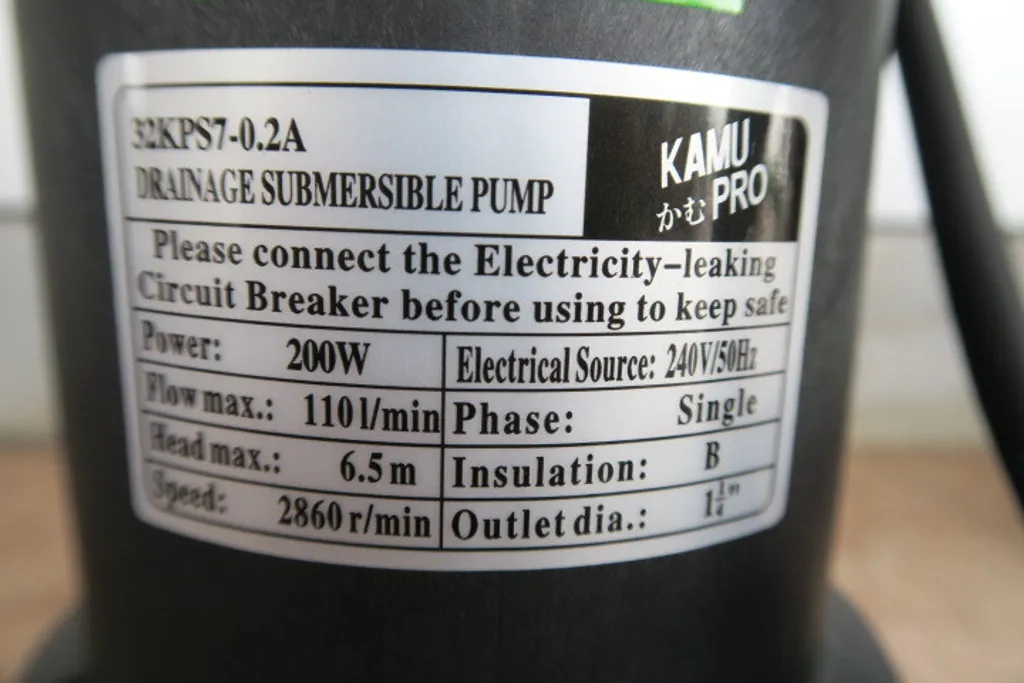 32KPS7-0.2A
DRAINAGE SUBMERSIBLE PUMP
KAMU
かむ PRO
Please connect the Electricity-leaking
Circuit Breaker before using to keep safe
Power: 200W Electrical Source: 240V/50Hz
Flow max.: 110 l/min Phase: Single
Head max.: 6.5 m Insulation: B
Speed: 2860 r/min Outlet dia.: 1¼"